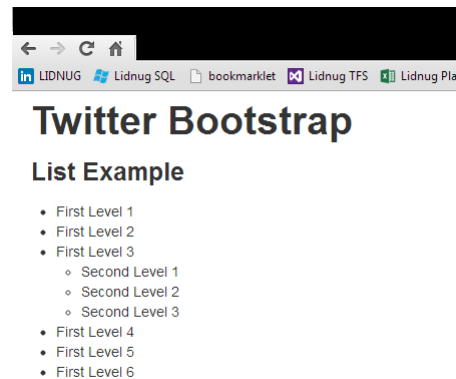 LIDNUG Lidnug SQL bookmarklet Lidnug TFS Lidnug Pla
Twitter Bootstrap
List Example
First Level 1
First Level 2
First Level 3
Second Level 1
Second Level 2
Second Level 3
First Level 4
First Level 5
First Level 6